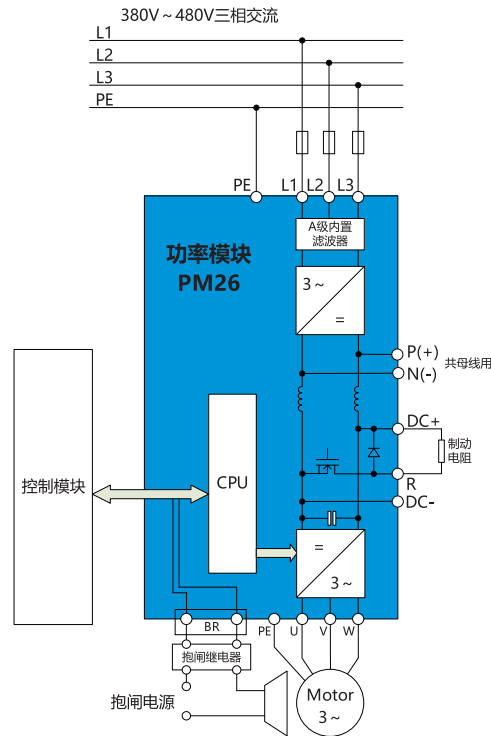 380V～480V三相交流
L1
L2
L3
PE
PE L1 L2 L3
A级内置
滤波器
功率模块
PM26
3～
=
P(+)
共母线用
N(-)
DC+
制动
电阻
R
DC-
控制模块
CPU
=
3～
BR PE U V W
抱闸继电器
抱闸电源
Motor
3～